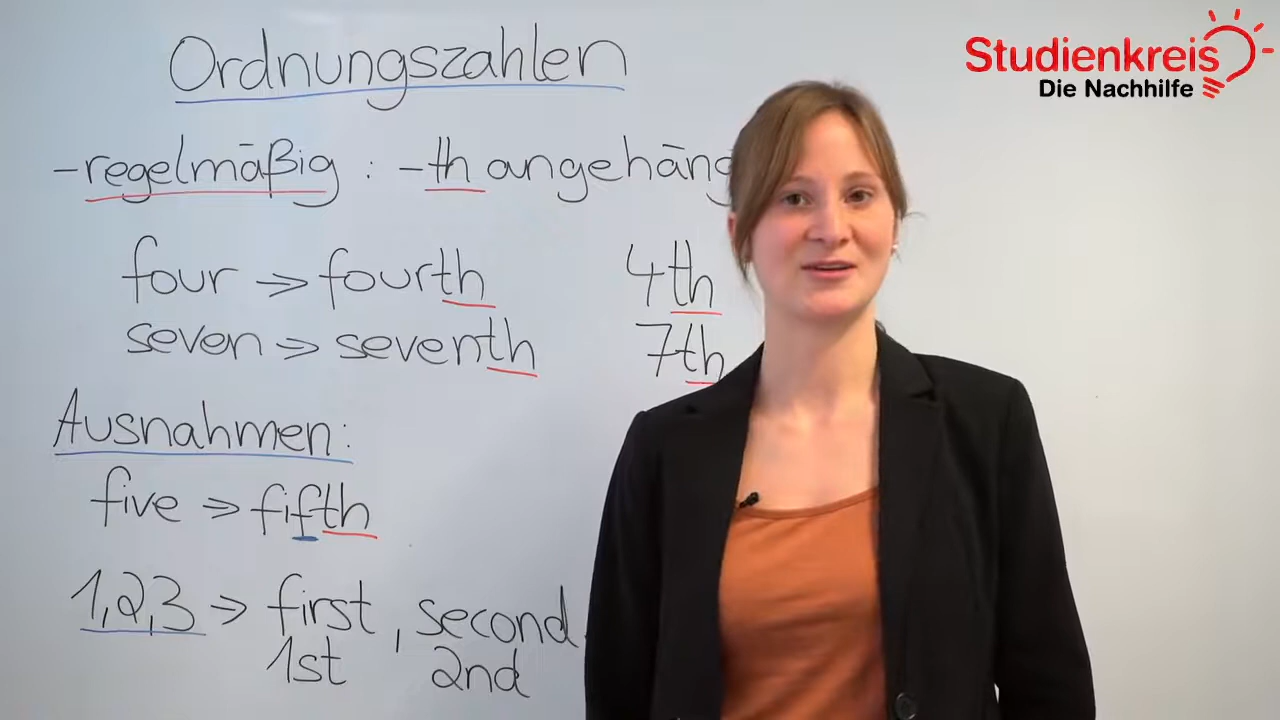 Ordnungszahlen
Studienkreis
Die Nachhilfe
-regelmäßig : -th angehäng
four => fourth 4th
seven => seventh 7th
Ausnahmen:
five => fifth
1,2,3 => first, second
1st 2nd